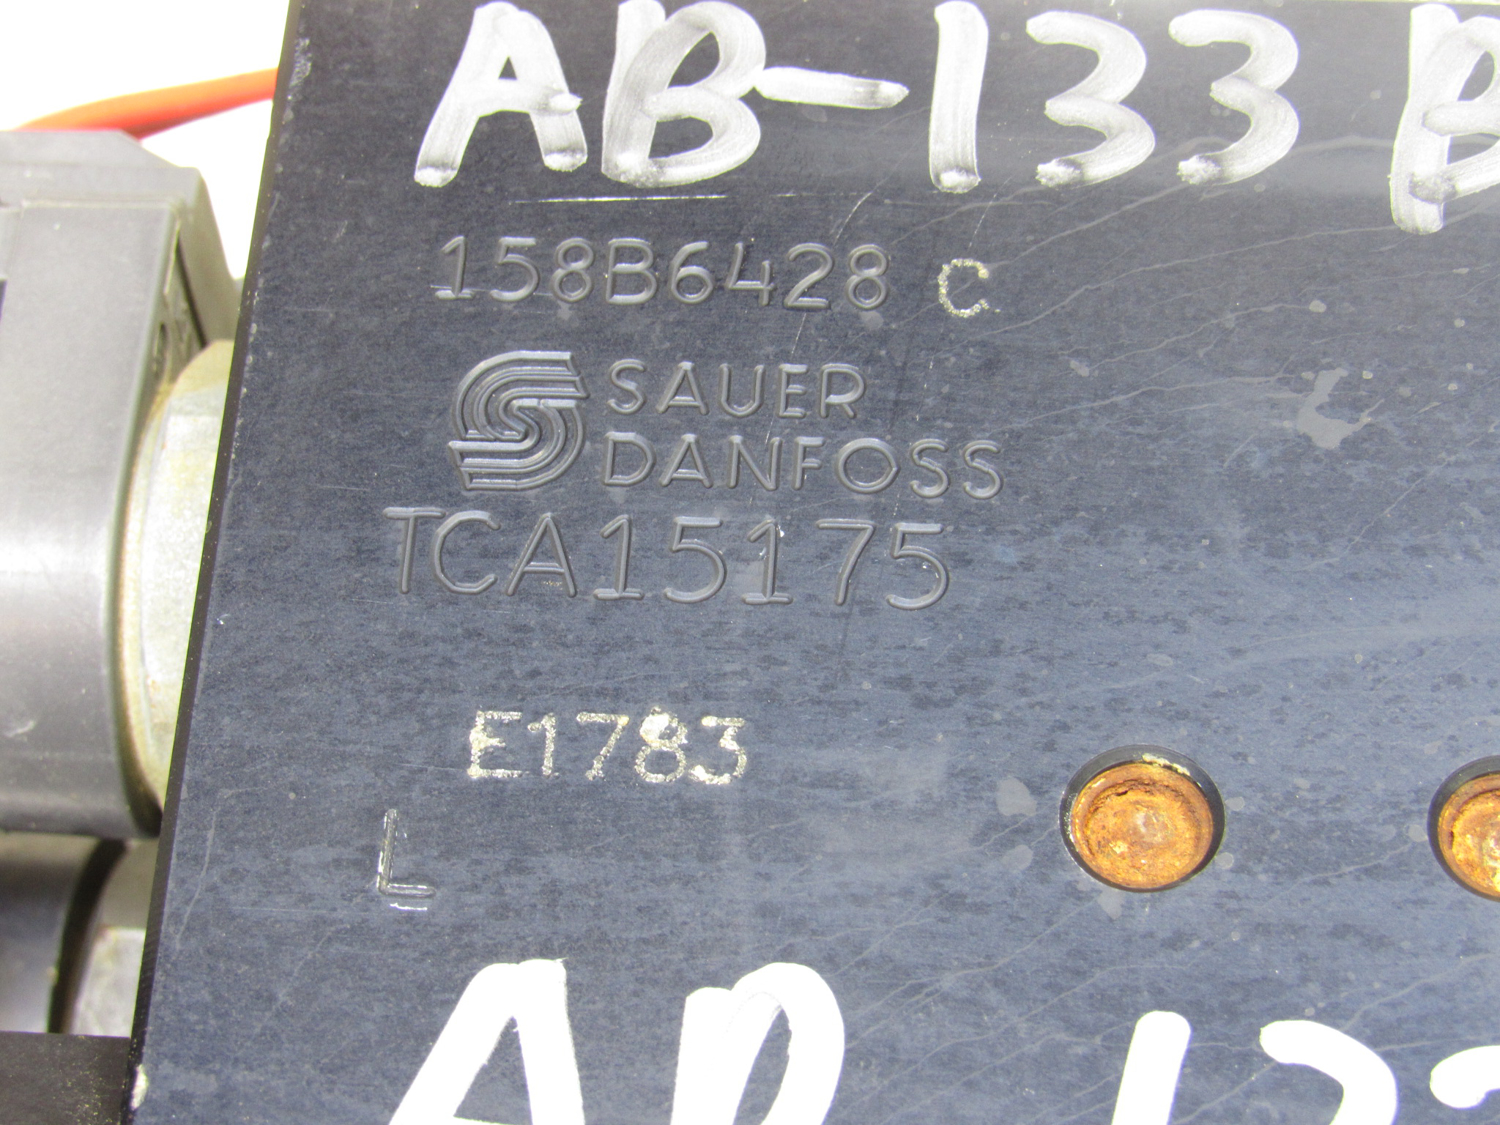 AB-133 B
158B6428 C
SAUER
DANFOSS
TCA15175
E1783
L